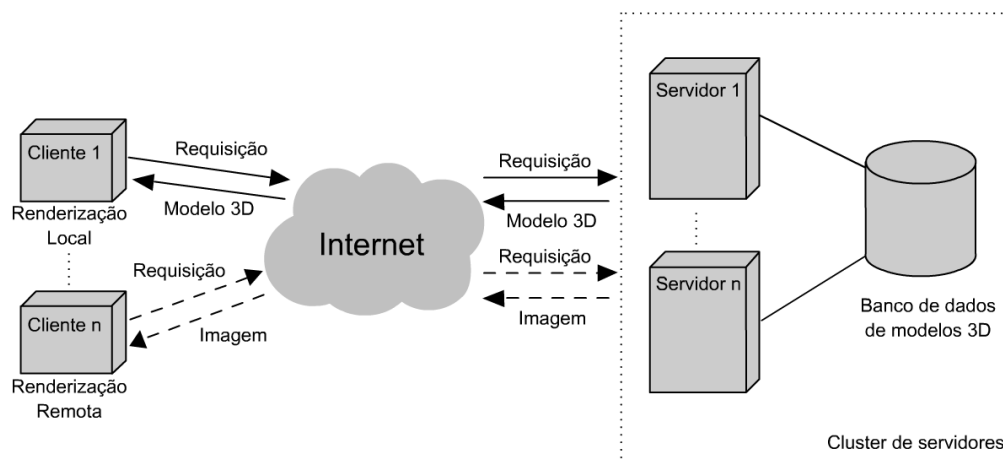 Cliente 1
Renderização
Local
Requisição
Modelo 3D
Cliente n
Renderização
Remota
Requisição
Imagem
Internet
Requisição
Modelo 3D
Requisição
Imagem
Servidor 1
Servidor n
Banco de dados
de modelos 3D
Cluster de servidores